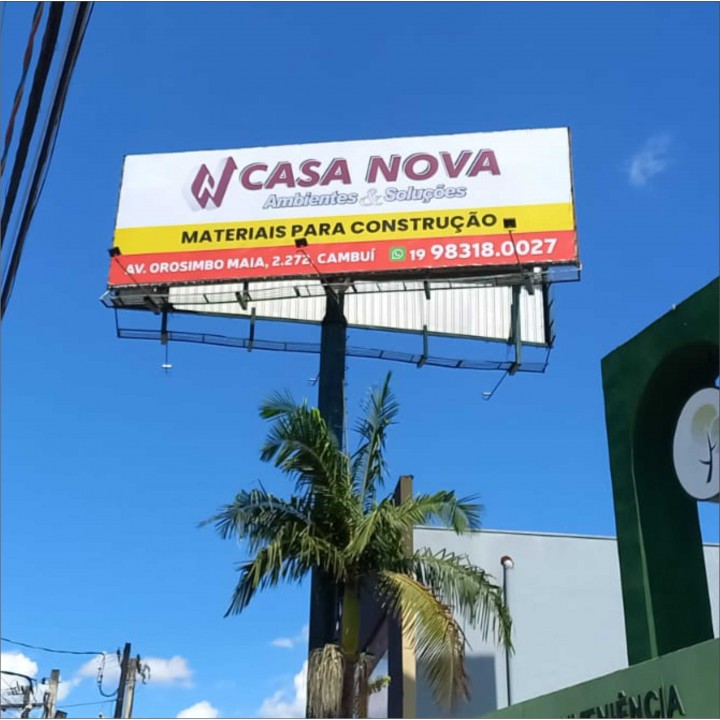 CASA NOVA
Ambientes & Soluções
MATERIAIS PARA CONSTRUÇÃO
AV. OROSIMBO MAIA, 2.272, CAMBUÍ 19 98318.0027